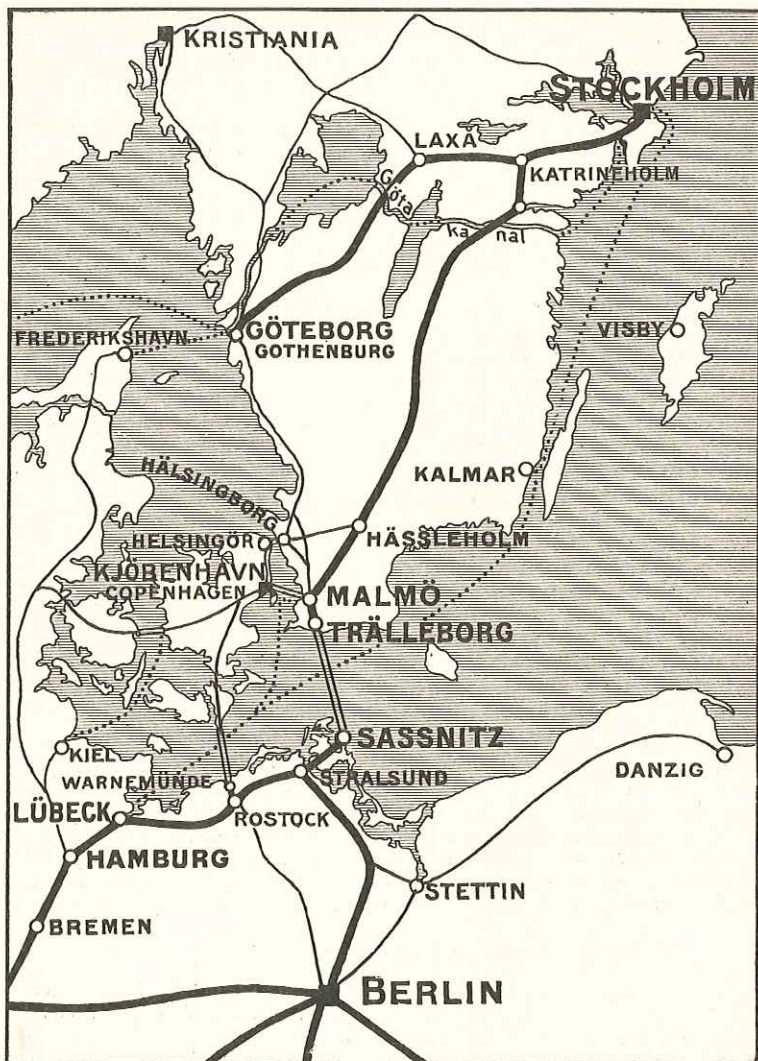 KRISTIANIA
STOCKHOLM
LAXÅ
KATRINEHOLM
Göta
kanal
FREDERIKSHAVN
GÖTEBORG
GOTHENBURG
VISBY
KALMAR
HÄLSINGBORG
HELSINGÖR
HÄSSLEHOLM
KJÖBENHAVN
COPENHAGEN
MALMÖ
TRÄLLEBORG
SASSNITZ
KIEL
WARNEMÜNDE
STRALSUND
DANZIG
LÜBECK
ROSTOCK
HAMBURG
STETTIN
BREMEN
BERLIN